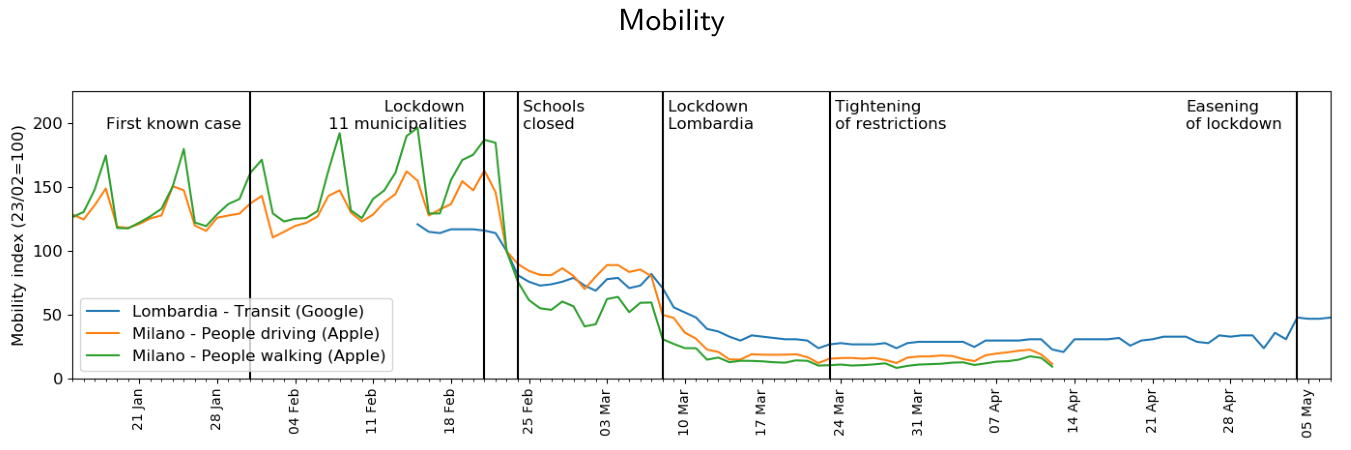 Mobility
Mobility index (23/02=100)
200
150
100
50
0
First known case
Lockdown
11 municipalities
Schools
closed
Lockdown
Lombardia
Tightening
of restrictions
Easening
of lockdown
Lombardia - Transit (Google)
Milano - People driving (Apple)
Milano - People walking (Apple)
21 Jan
28 Jan
04 Feb
11 Feb
18 Feb
25 Feb
03 Mar
10 Mar
17 Mar
24 Mar
31 Mar
07 Apr
14 Apr
21 Apr
28 Apr
05 May